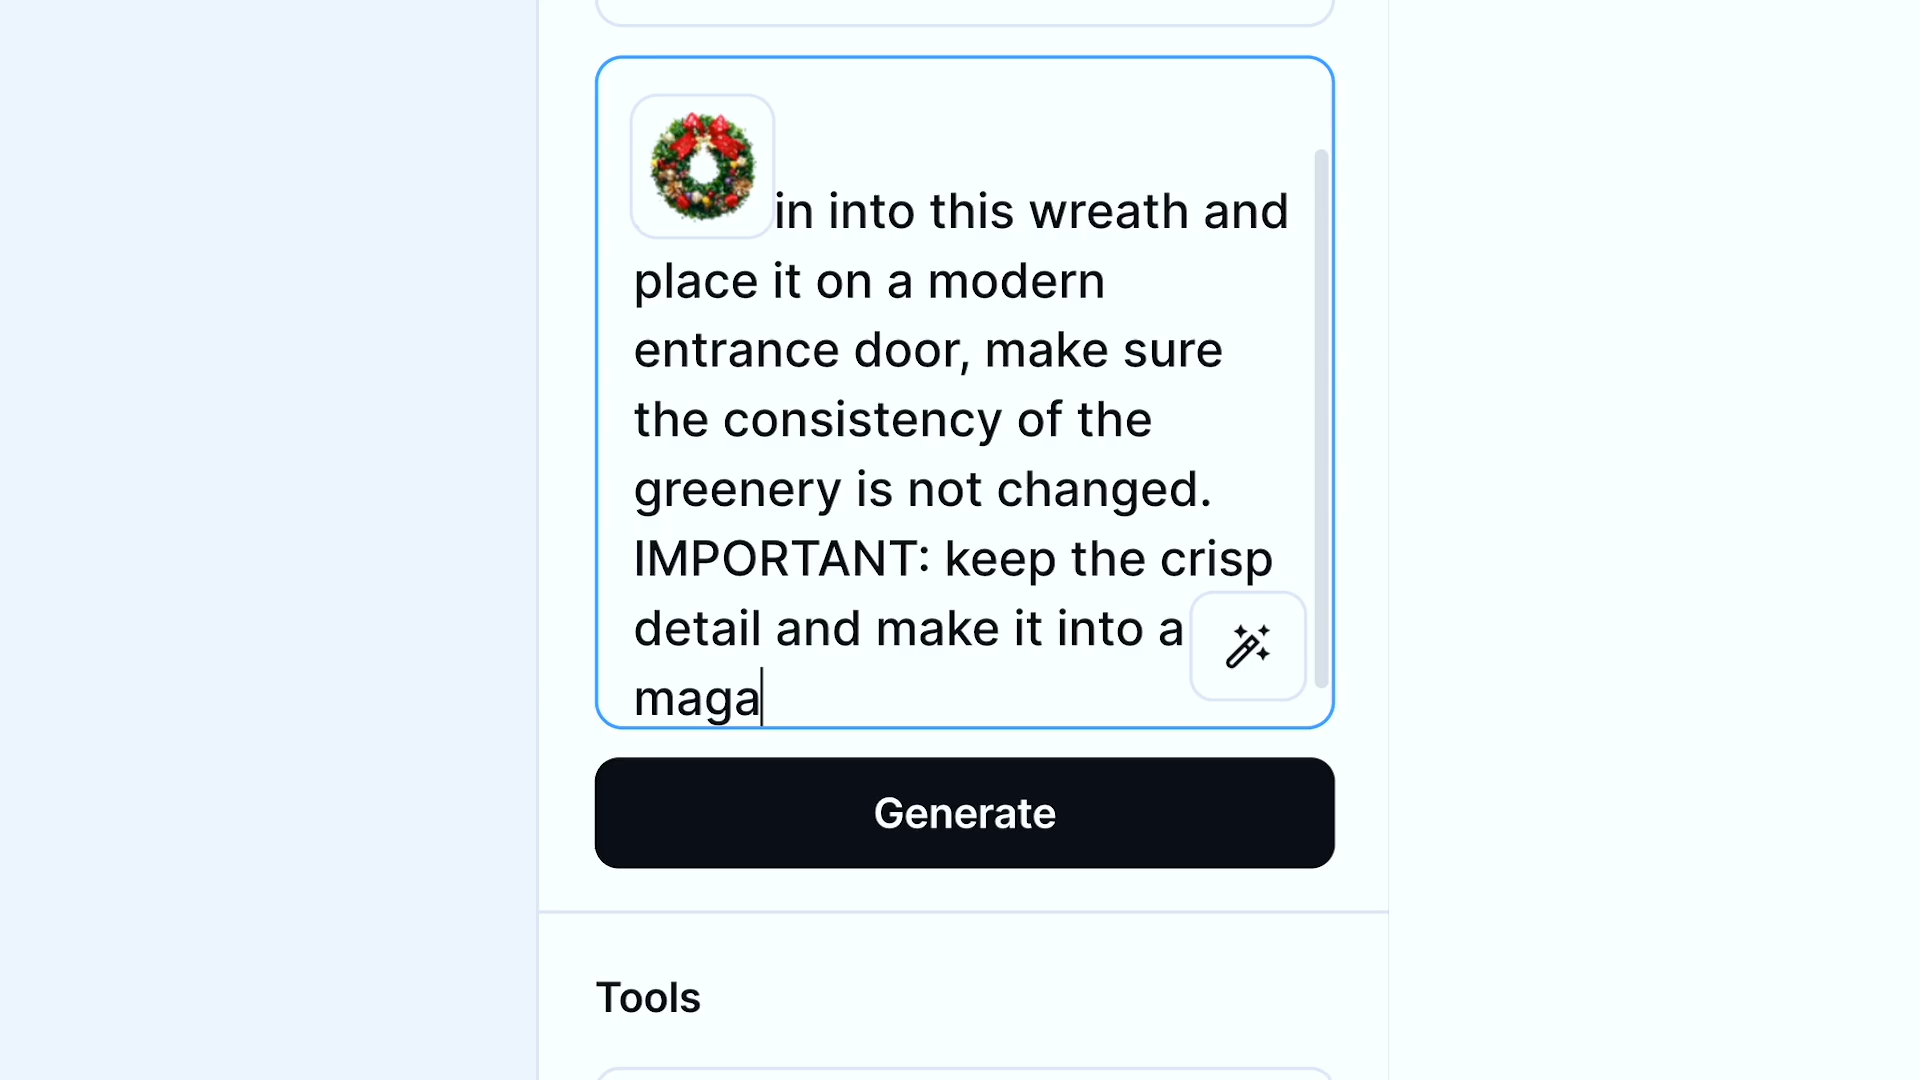 in into this wreath and
place it on a modern
entrance door, make sure
the consistency of the
greenery is not changed.
IMPORTANT: keep the crisp
detail and make it into a
maga
Generate
Tools